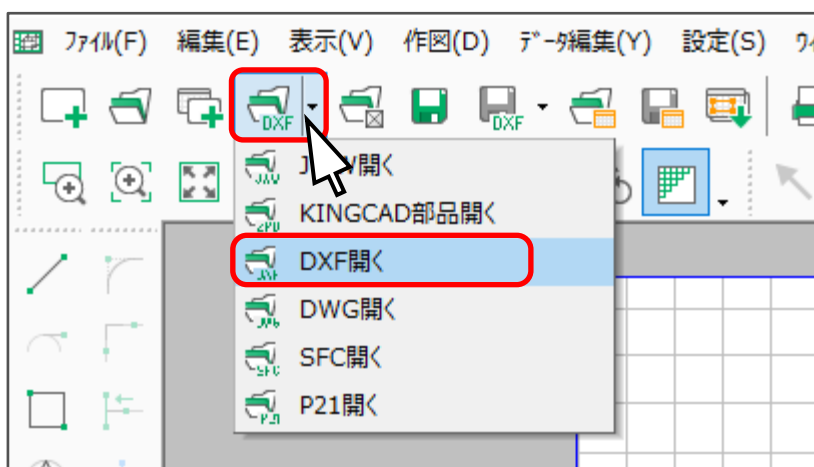 ﾌｧｲﾙ(F) 編集(E) 表示(V) 作図(D) ﾃﾞｰﾀ編集(Y) 設定(S)
DXF DXF
KINGCAD部品開く
DXF開く
DWG開く
SFC開く
SFC
P21開く